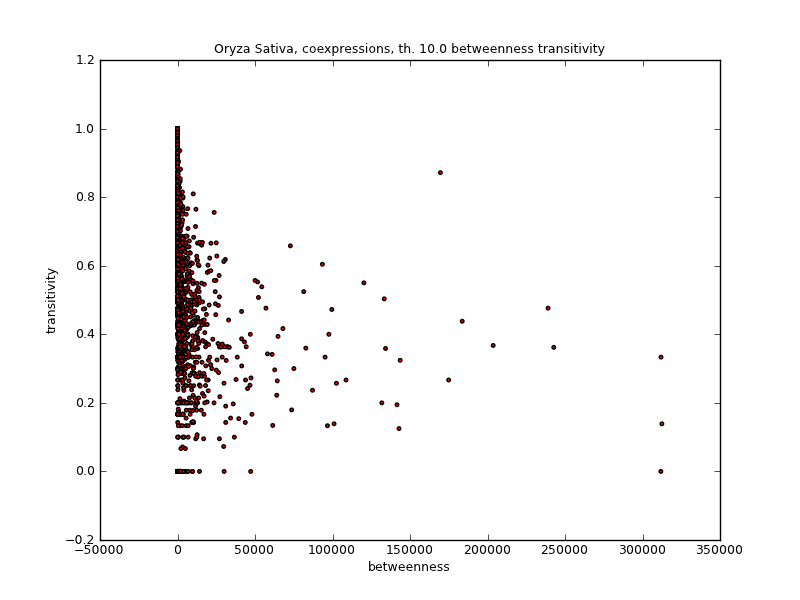 Oryza Sativa, coexpressions, th. 10.0 betweenness transitivity
1.2
1.0
0.8
0.6
0.4
0.2
0.0
−0.2
transitivity
−50000 0 50000 100000 150000 200000 250000 300000 350000
betweenness